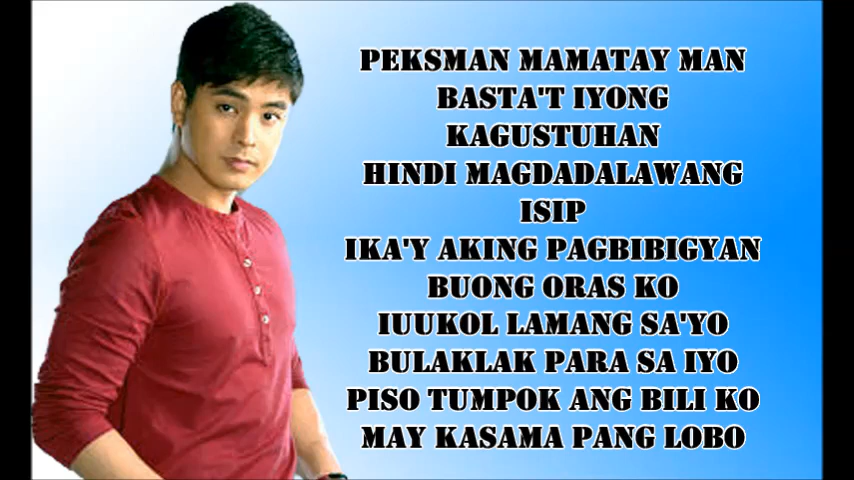 PEKSMAN MAMATAY MAN
BASTA'T IYONG
KAGUSTUHAN
HINDI MAGDADALAWANG
ISIP
IKA'Y AKING PAGBIBIGYAN
BUONG ORAS KO
IUUKOL LAMANG SA'YO
BULAKLAK PARA SA IYO
PISO TUMPOK ANG BILI KO
MAY KASAMA PANG LOBO